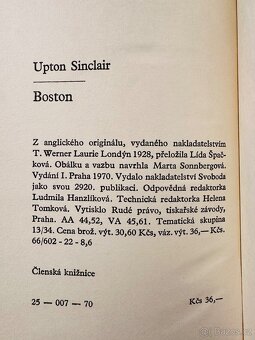 Upton Sinclair
Boston
Z anglického originálu, vydaného nakladatelstvím
T. Werner Laurie Londýn 1928, přeložila Lída Špač-
ková. Obálku a vazbu navrhla Marta Sonnbergová.
Vydání I. Praha 1970. Vydalo nakladatelství Svoboda
jako svou 2920. publikaci. Odpovědná redaktorka
Ludmila Hanzlíková. Technická redaktorka Helena
Tomková. Vytisklo Rudé právo, tiskařské závody,
Praha. AA 44,52, VA 45,61. Tematická skupina
13/34. Cena brož. výt. 30,60 Kčs, váz. výt. 36,— Kčs.
66/602 - 22 - 8,6
Členská knižnice
25 — 007 — 70 Kčs 36,—